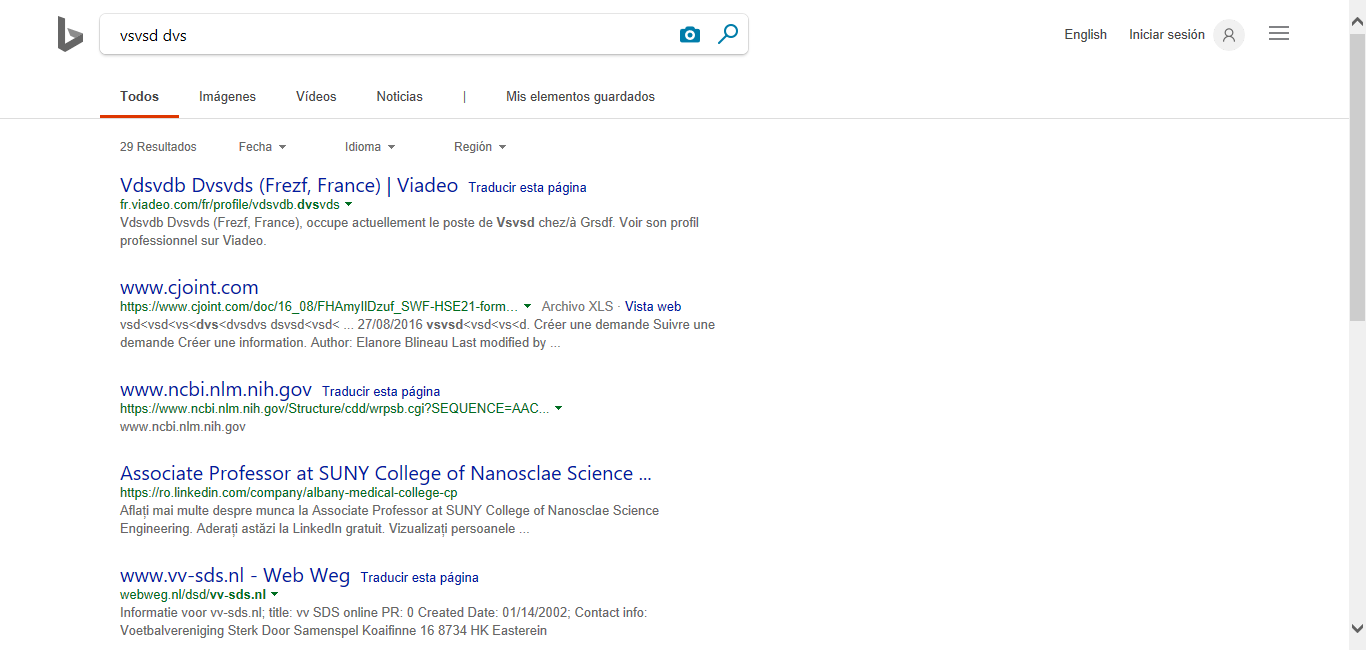 vsvsd dvs
English Iniciar sesión
Todos Imágenes Vídeos Noticias | Mis elementos guardados
29 Resultados Fecha Idioma Región
Vdsvdb Dvsvds (Frezf, France) | Viadeo Traducir esta página
fr.viadeo.com/fr/profile/vdsvdb.dvsvds
Vdsvdb Dvsvds (Frezf, France), occupe actuellement le poste de Vsvsd chez/à Grsdf. Voir son profil
professionnel sur Viadeo.
www.cjoint.com
https://www.cjoint.com/doc/16_08/FHAmyIlDzuf_SWF-HSE21-form... Archivo XLS · Vista web
vsd<vsd<vs<dvs<dvsdvs dsvsd<vsd< ... 27/08/2016 vsvsd<vsd<vs<d. Créer une demande Suivre une
demande Créer une information. Author: Elanore Blineau Last modified by ...
www.ncbi.nlm.nih.gov Traducir esta página
https://www.ncbi.nlm.nih.gov/Structure/cdd/wrpsb.cgi?SEQUENCE=AAC...
www.ncbi.nlm.nih.gov
Associate Professor at SUNY College of Nanosclae Science ...
https://ro.linkedin.com/company/albany-medical-college-cp
Aflați mai multe despre munca la Associate Professor at SUNY College of Nanosclae Science
Engineering. Aderați astăzi la LinkedIn gratuit. Vizualizați persoanele ...
www.vv-sds.nl - Web Weg Traducir esta página
webweg.nl/dsd/vv-sds.nl
Informatie voor vv-sds.nl; title: vv SDS online PR: 0 Created Date: 01/14/2002; Contact info:
Voetbalvereniging Sterk Door Samenspel Koaifinne 16 8734 HK Easterein